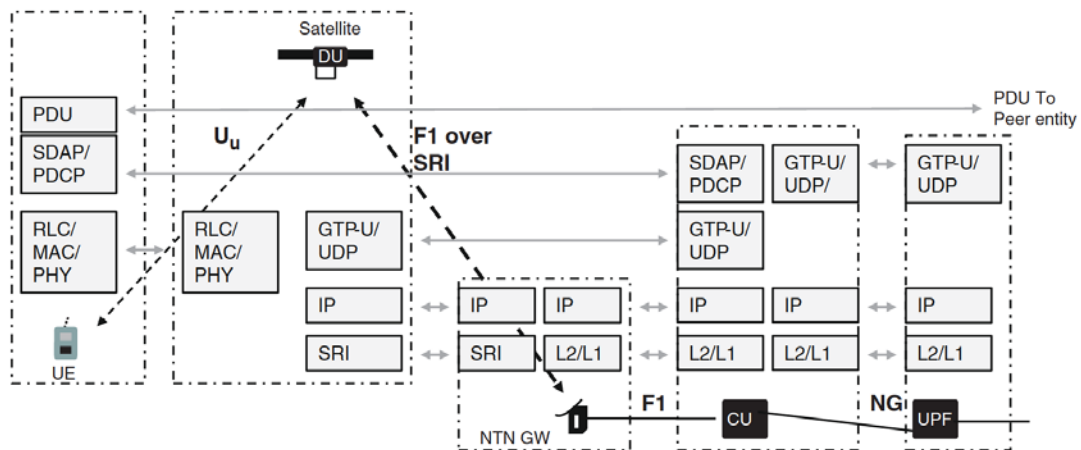 Satellite
DU
PDU
PDU To
Peer entity
U_u
F1 over
SRI
SDAP/
PDCP
SDAP/
PDCP
GTP-U/
UDP/
GTP-U/
UDP
RLC/
MAC/
PHY
RLC/
MAC/
PHY
GTP-U/
UDP
GTP-U/
UDP
IP
IP
IP
IP
IP
IP
SRI
SRI
L2/L1
L2/L1
L2/L1
L2/L1
UE
NTN GW
F1
CU
NG
UPF